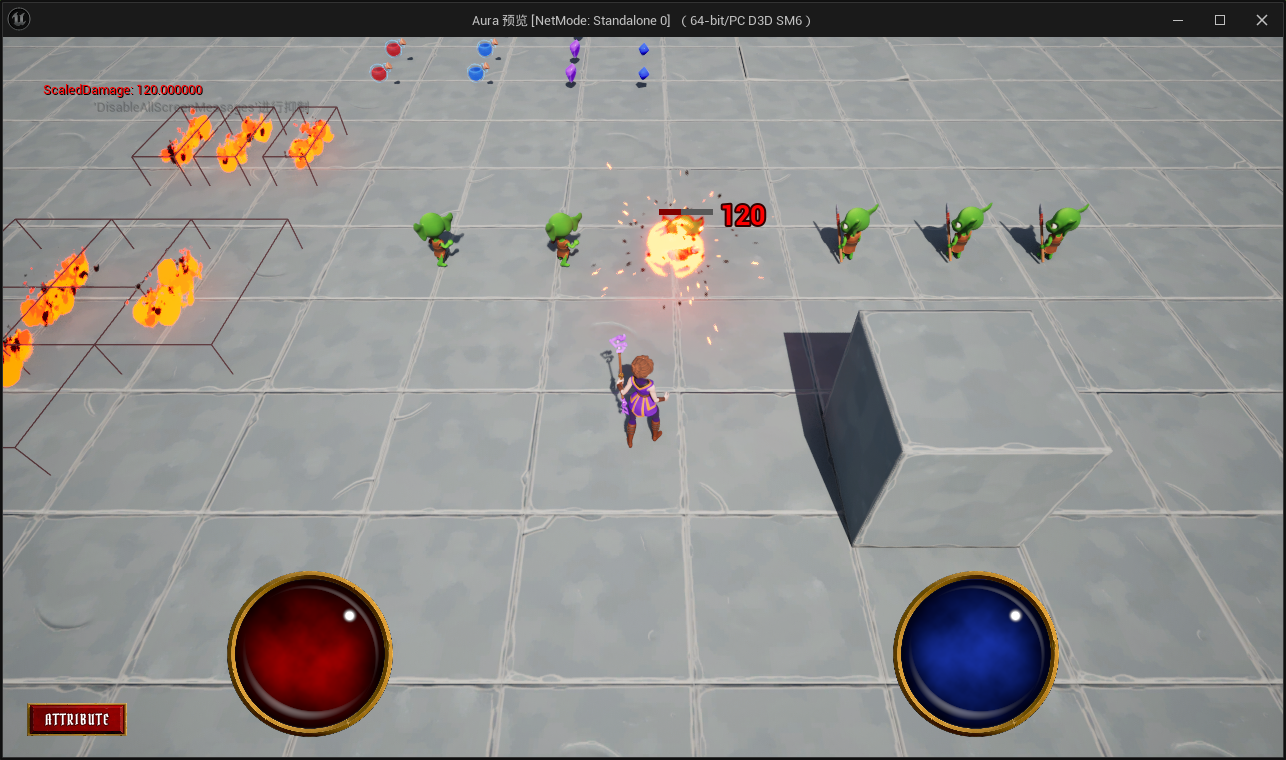 Aura 预览 [NetMode: Standalone 0] ( 64-bit/PC D3D SM6 )
ScaledDamage: 120.000000
'DisableAllScreenMessages'进行抑制
120
ATTRIBUTE